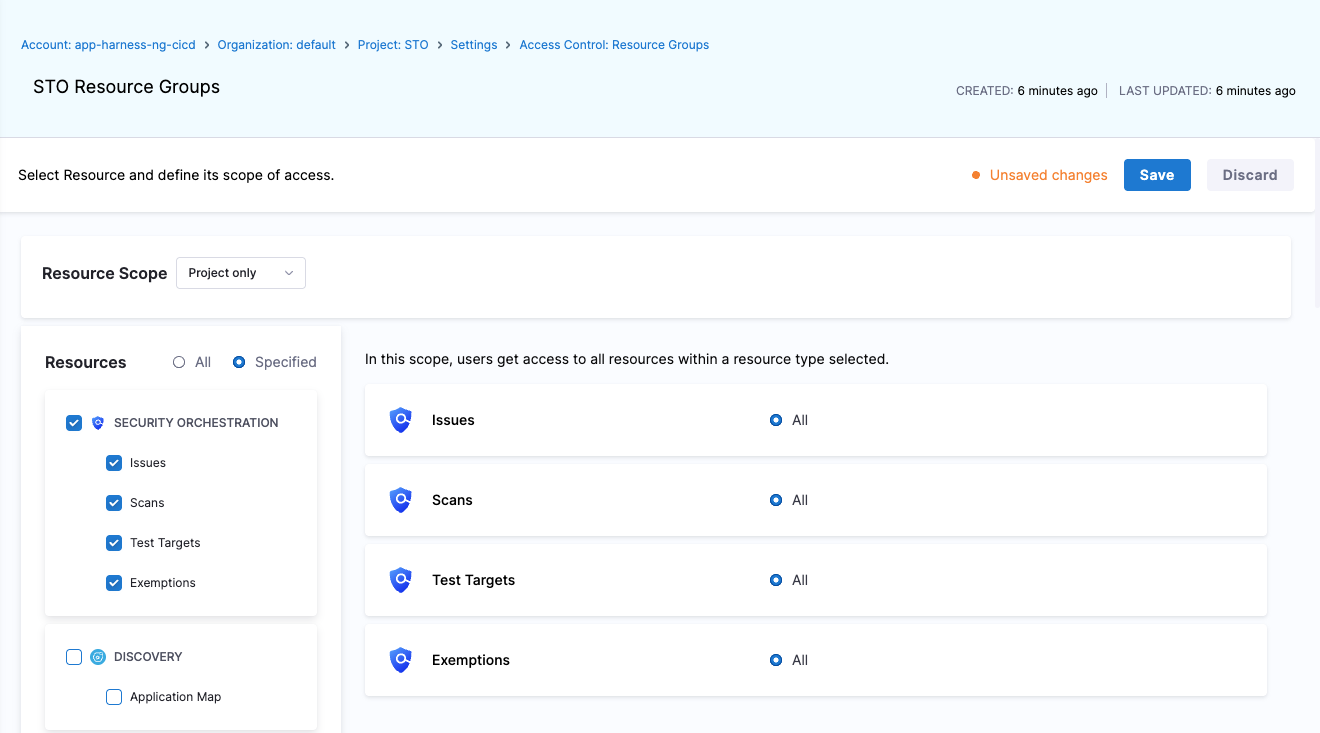 Account: app-harness-ng-cicd > Organization: default > Project: STO > Settings > Access Control: Resource Groups
STO Resource Groups
CREATED: 6 minutes ago | LAST UPDATED: 6 minutes ago
Select Resource and define its scope of access.
Unsaved changes
Save
Discard
Resource Scope
Project only
Resources
All
Specified
SECURITY ORCHESTRATION
Issues
Scans
Test Targets
Exemptions
DISCOVERY
Application Map
In this scope, users get access to all resources within a resource type selected.
Issues
All
Scans
All
Test Targets
All
Exemptions
All